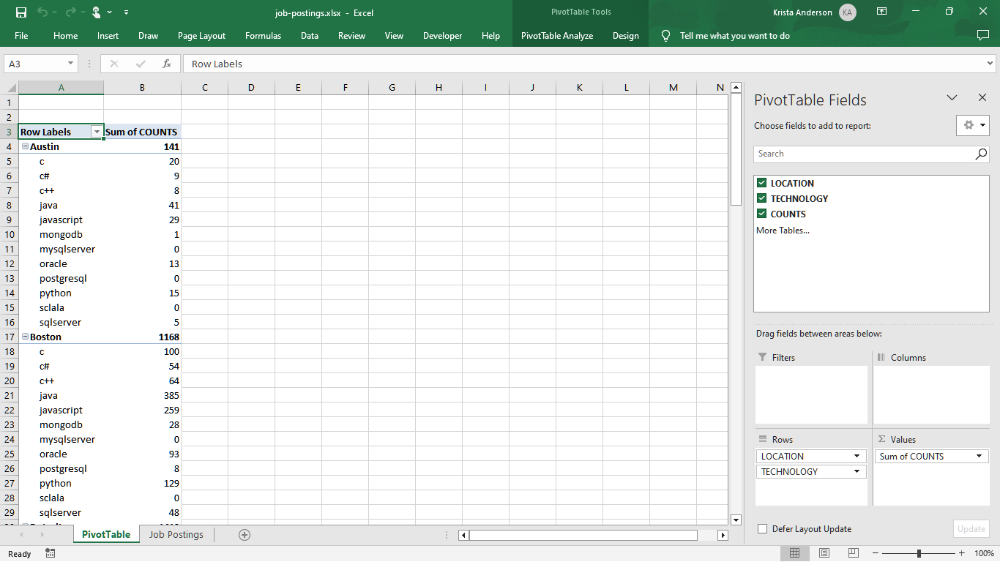 job-postings.xlsx - Excel
PivotTable Tools
Krista Anderson KA
File Home Insert Draw Page Layout Formulas Data Review View Developer Help PivotTable Analyze Design Tell me what you want to do
A3 fx Row Labels
A B C D E F G H I J K L M N
1
2
3 Row Labels Sum of COUNTS
4 Austin 141
5 c 20
6 c# 9
7 c++ 8
8 java 41
9 javascript 29
10 mongodb 1
11 mysqlserver 0
12 oracle 13
13 postgresql 0
14 python 15
15 sclala 0
16 sqlserver 5
17 Boston 1168
18 c 100
19 c# 54
20 c++ 64
21 java 385
22 javascript 259
23 mongodb 28
24 mysqlserver 0
25 oracle 93
26 postgresql 8
27 python 129
28 sclala 0
29 sqlserver 48
PivotTable Fields
Choose fields to add to report:
Search
LOCATION
TECHNOLOGY
COUNTS
More Tables...
Drag fields between areas below:
Filters
Columns
Rows
LOCATION
TECHNOLOGY
Σ Values
Sum of COUNTS
Defer Layout Update Update
PivotTable Job Postings
Ready
100%